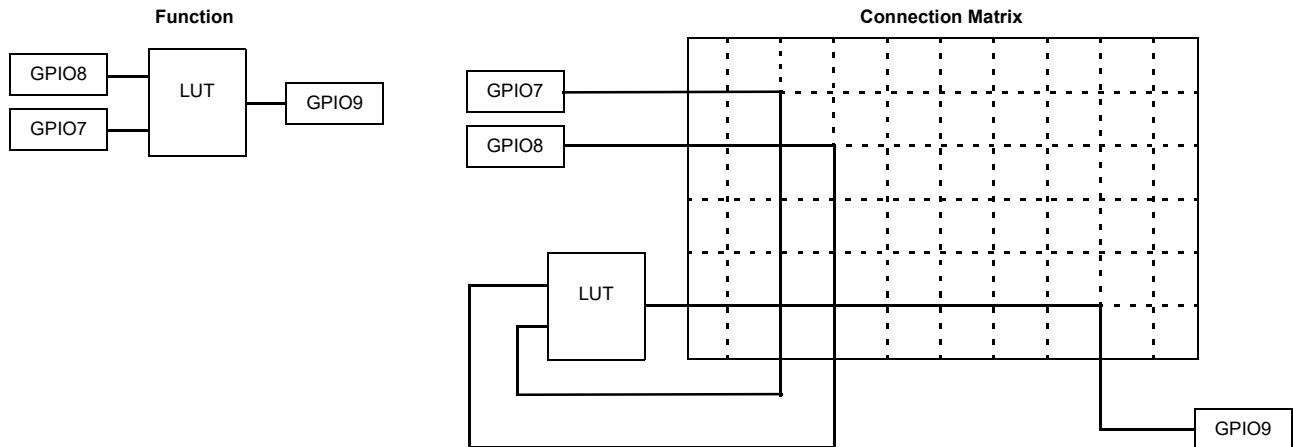 Function
GPIO8
GPIO7
LUT
GPIO9
Connection Matrix
GPIO7
GPIO8
LUT
GPIO9